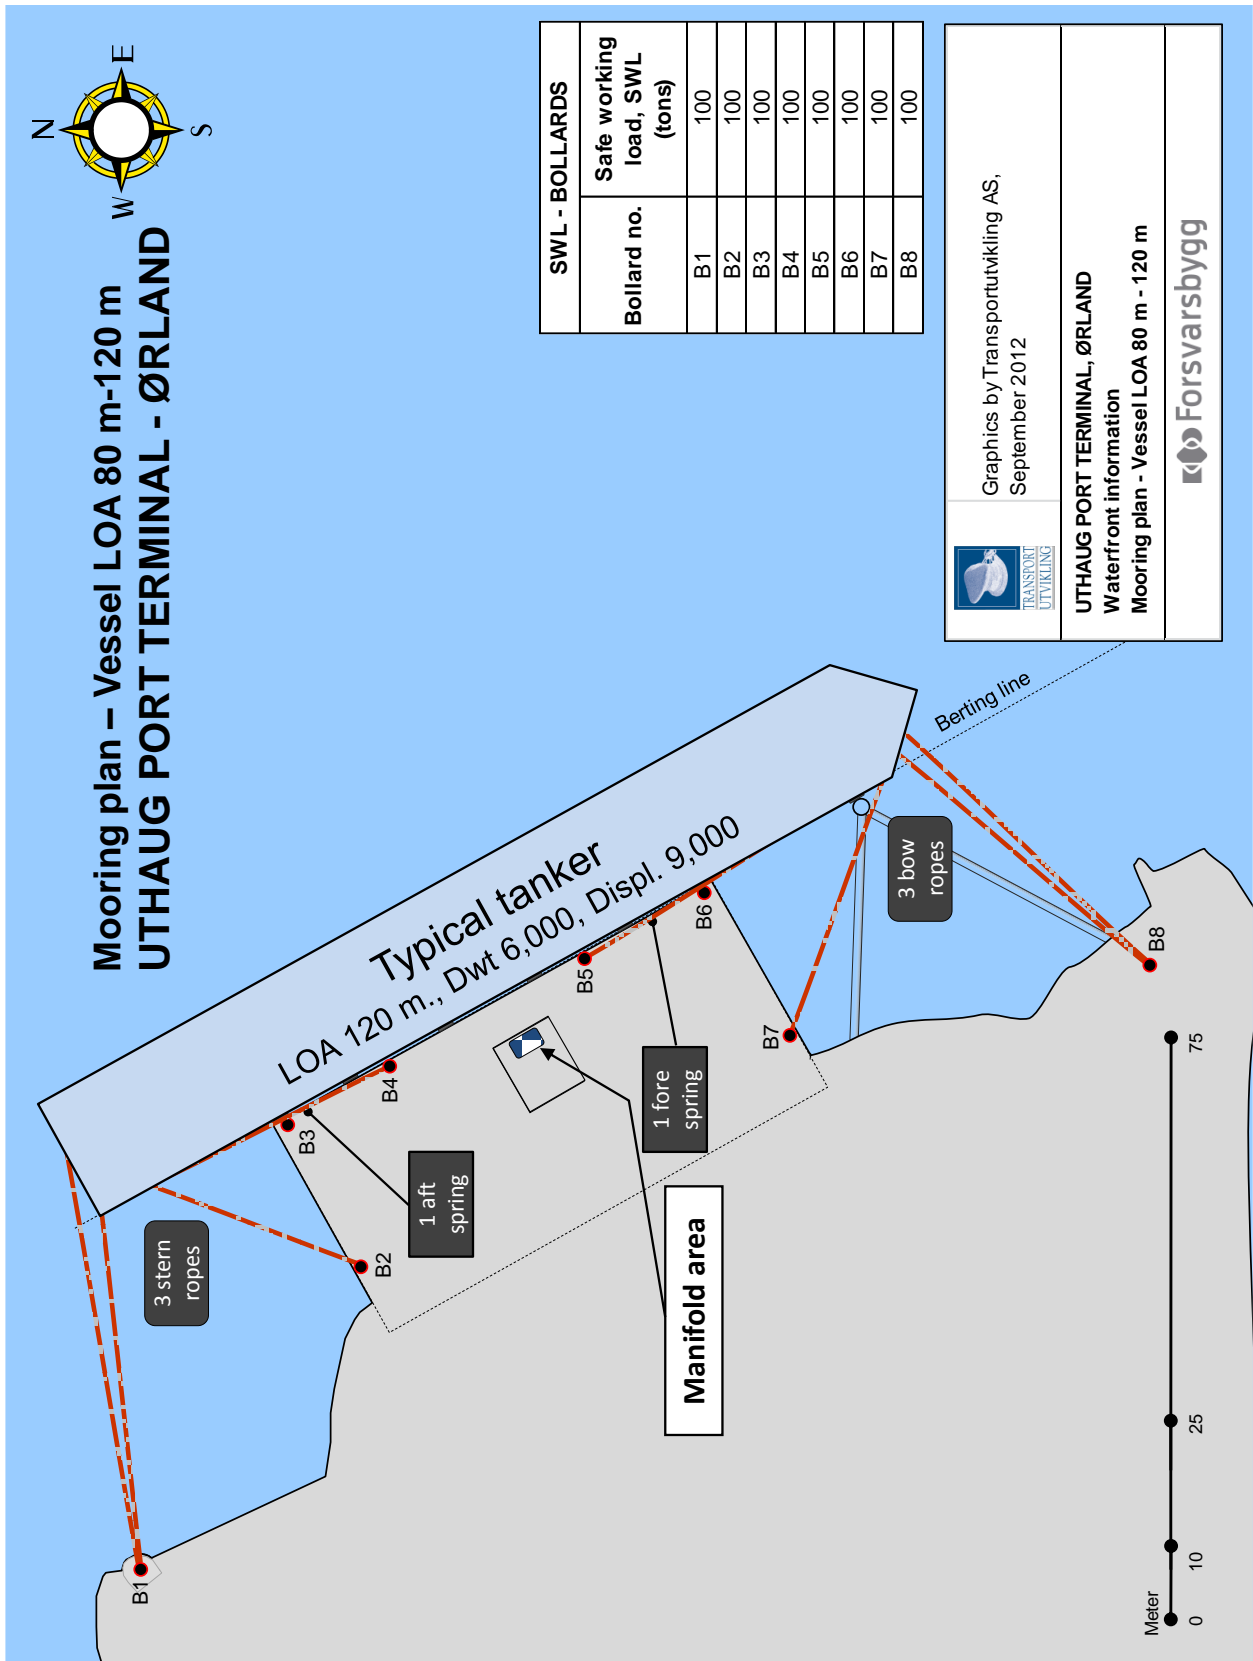 Mooring plan – Vessel LOA 80 m-120 m
UTHAUG PORT TERMINAL - ØRLAND
N
W
E
S
SWL - BOLLARDS
Bollard no.
Safe working
load, SWL
(tons)
B1 100
B2 100
B3 100
B4 100
B5 100
B6 100
B7 100
B8 100
Graphics by Transportutvikling AS,
September 2012
TRANSPORT
UTVIKLING
UTHAUG PORT TERMINAL, ØRLAND
Waterfront information
Mooring plan - Vessel LOA 80 m - 120 m
Forsvarsbygg
Typical tanker
LOA 120 m., Dwt 6,000, Displ. 9,000
Berting line
3 stern
ropes
1 aft
spring
1 fore
spring
3 bow
ropes
Manifold area
B1
B2
B3
B4
B5
B6
B7
B8
Meter
0
10
25
75